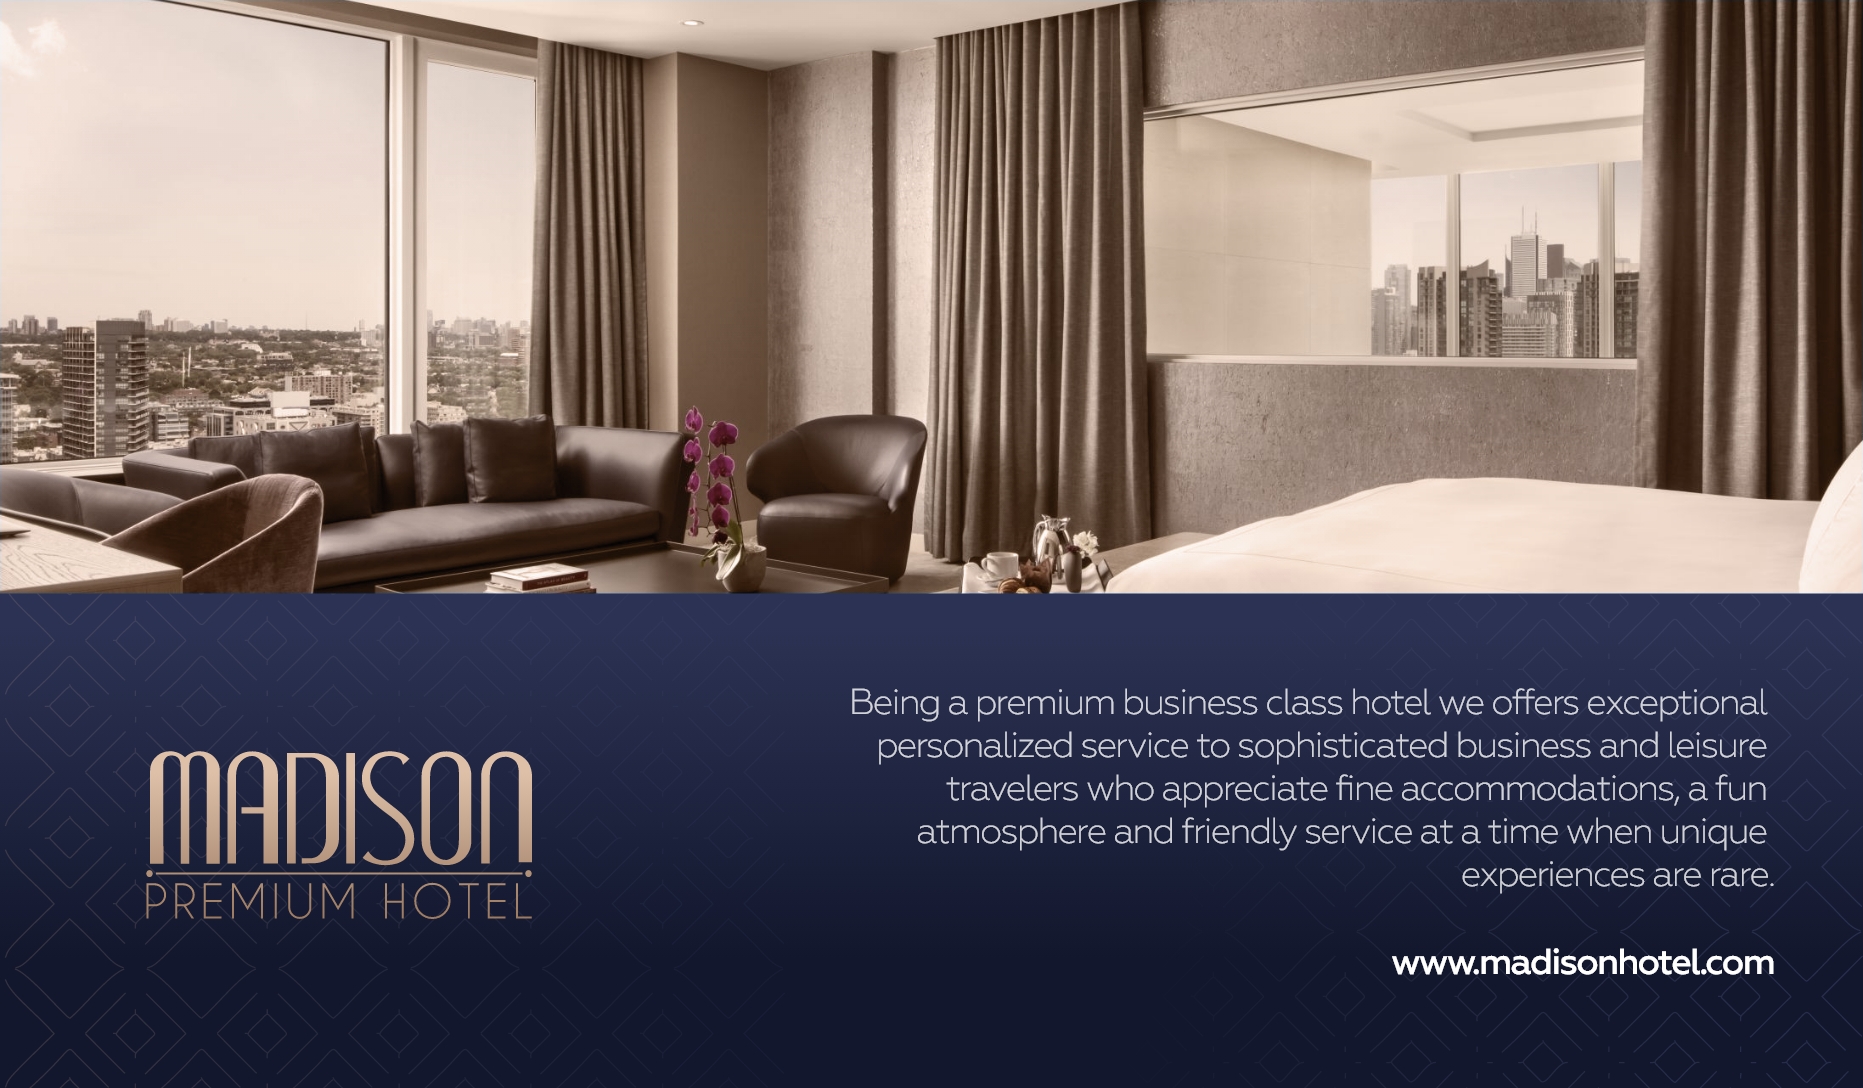 MADISON
PREMIUM HOTEL
Being a premium business class hotel we offers exceptional
personalized service to sophisticated business and leisure
travelers who appreciate fine accommodations, a fun
atmosphere and friendly service at a time when unique
experiences are rare.
www.madisonhotel.com